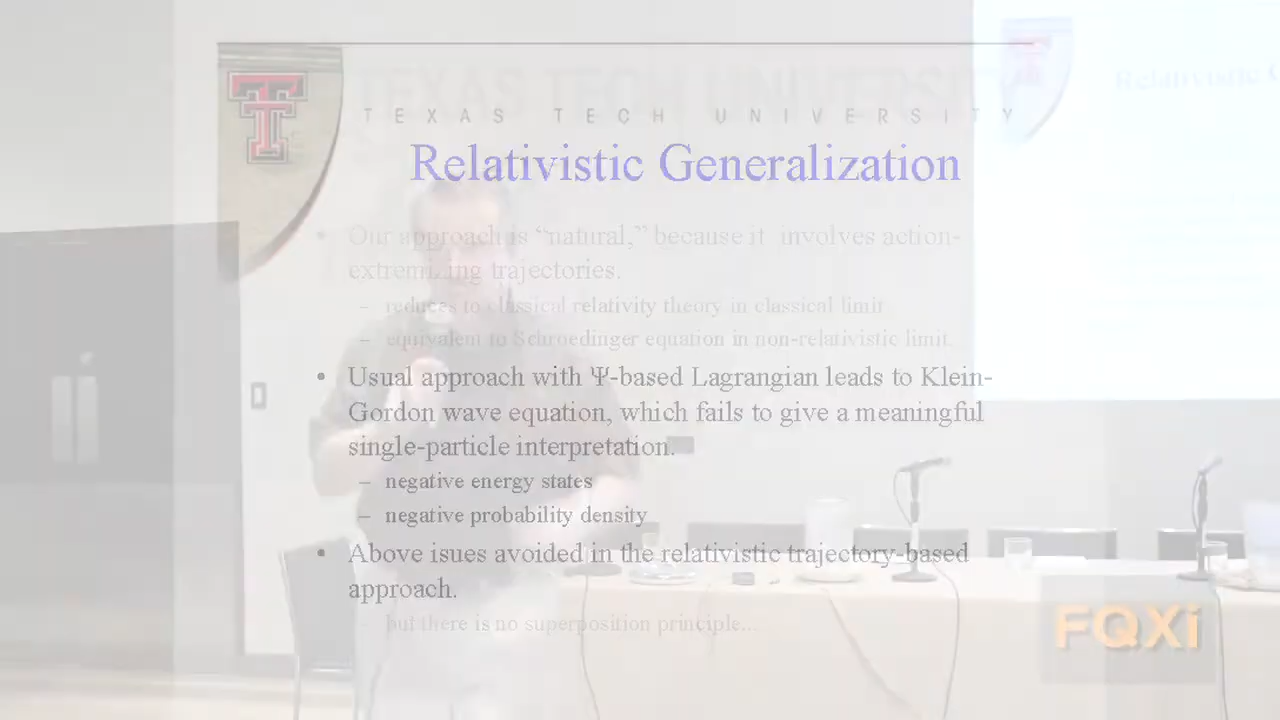 TEXAS TECH UNIVERSITY
Relativistic Generalization
• Our approach is “natural,” because it involves action-
extremizing trajectories.
– reduces to classical relativity theory in classical limit
– equivalent to Schroedinger equation in non-relativistic limit.
• Usual approach with Ψ-based Lagrangian leads to Klein-
Gordon wave equation, which fails to give a meaningful
single-particle interpretation.
– negative energy states
– negative probability density
• Above isues avoided in the relativistic trajectory-based
approach.
– but there is no superposition principle...
Relativistic
FQXi